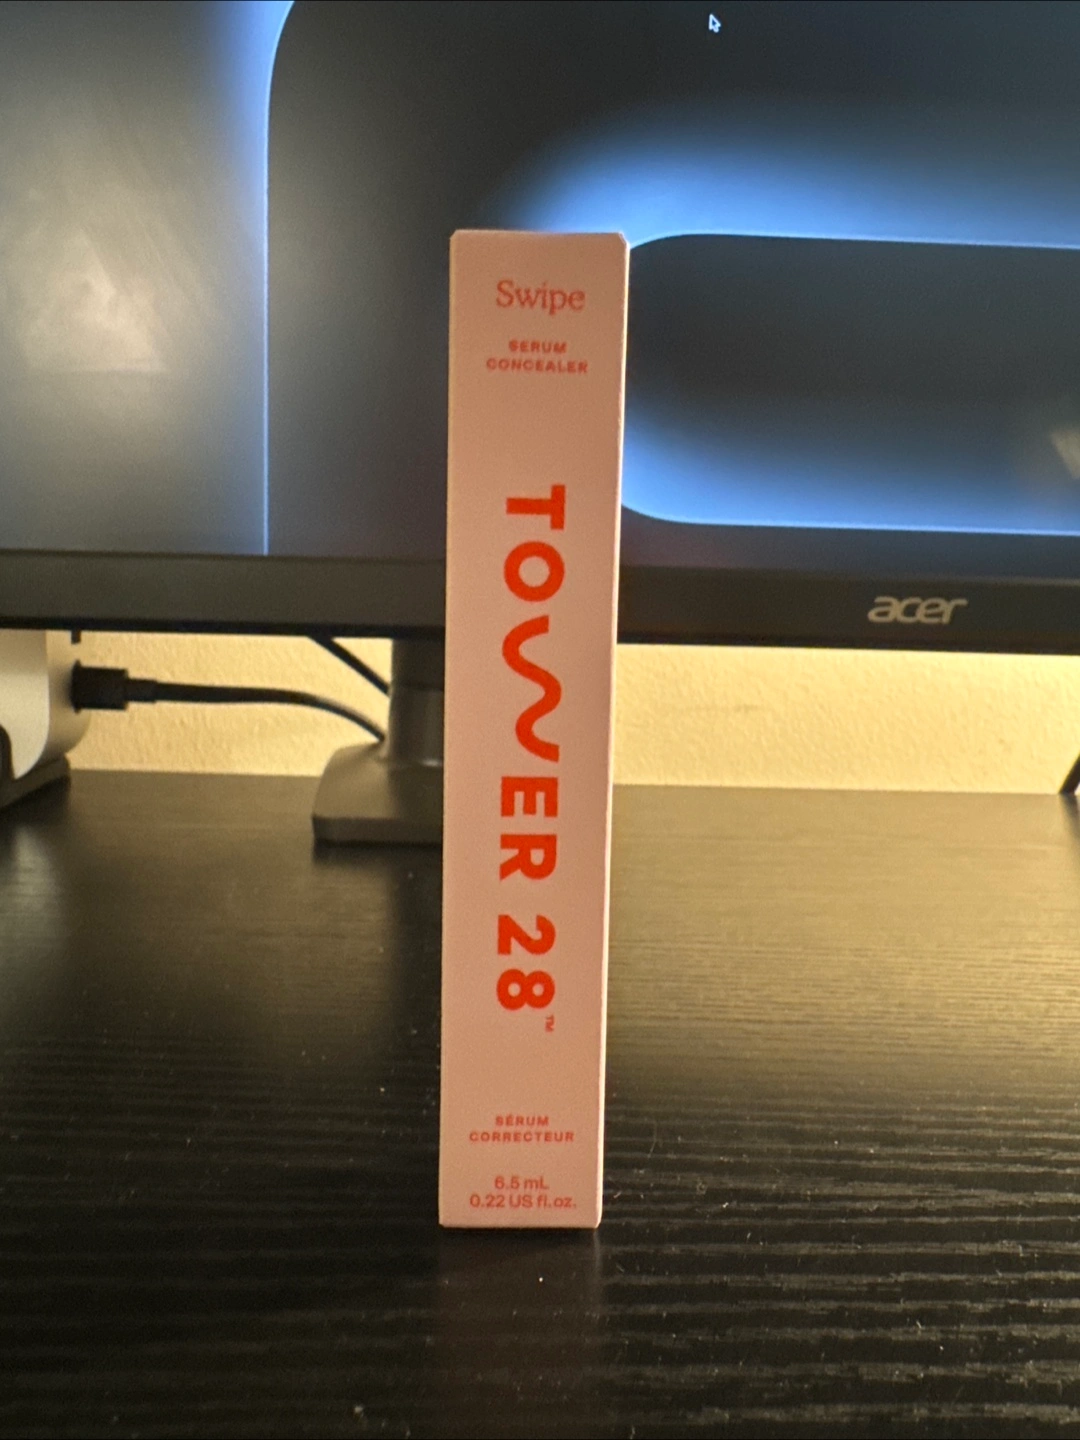 Swipe
SERUM
CONCEALER
TOWER 28™
SÉRUM
CORRECTEUR
6.5 mL
0.22 US fl.oz.
acer